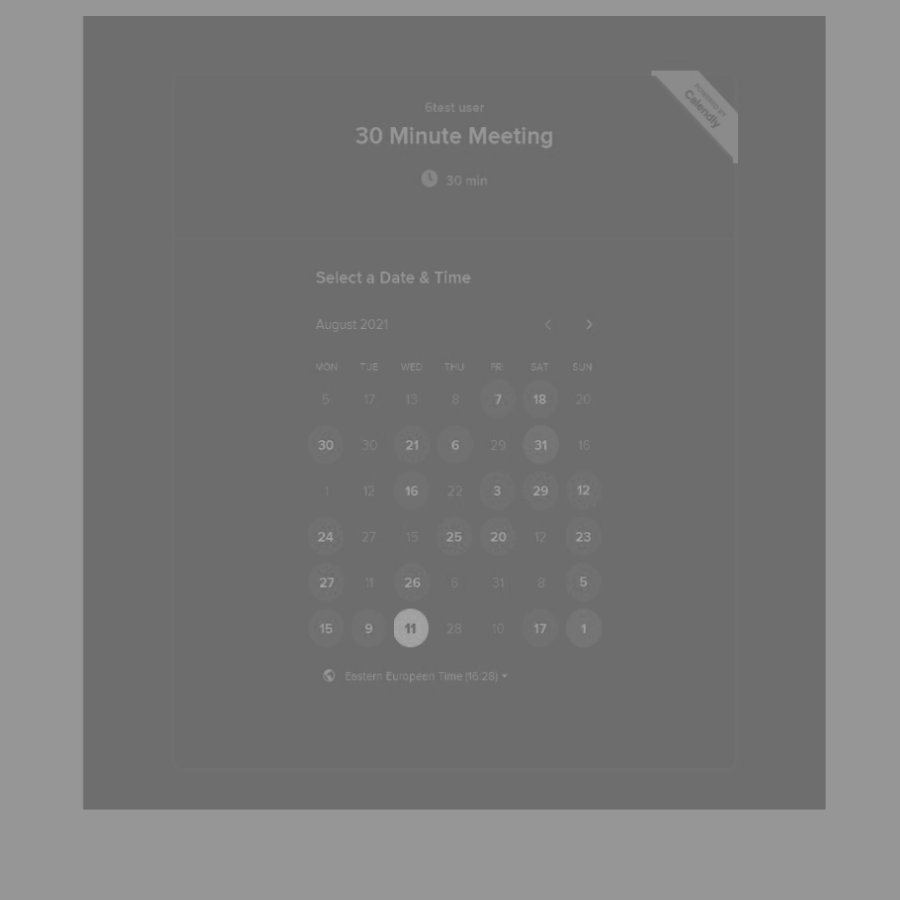 6test user
POWERED BY
Calendly
30 Minute Meeting
30 min
Select a Date & Time
August 2021
MON TUE WED THU FRI SAT SUN
5 17 13 8 7 18 20
30 30 21 6 29 31 16
1 12 16 22 3 29 12
24 27 15 25 20 12 23
27 11 26 6 31 8 5
15 9 11 28 10 17 1
Eastern European Time (16:28)